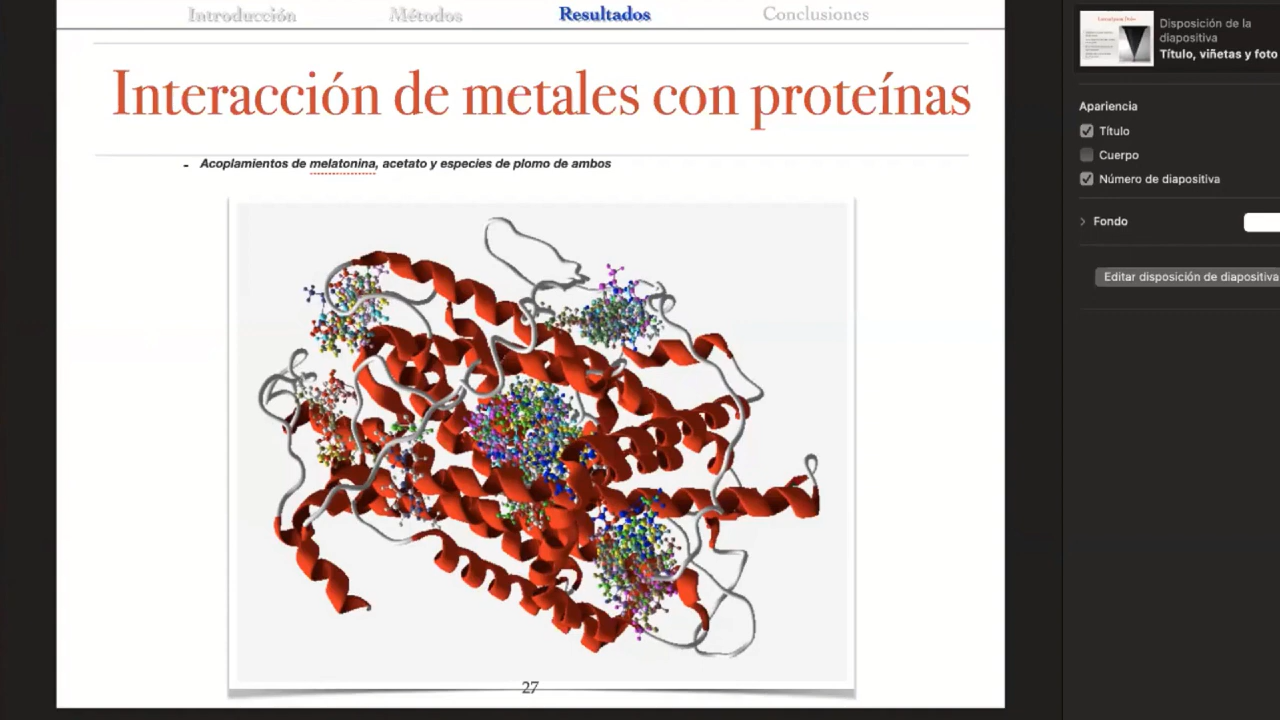 Introducción Métodos Resultados Conclusiones
Interacción de metales con proteínas
- Acoplamientos de melatonina, acetato y especies de plomo de ambos
27
Disposición de la
diapositiva
Título, viñetas y foto
Apariencia
Título
Cuerpo
Número de diapositiva
Fondo
Editar disposición de diapositiva